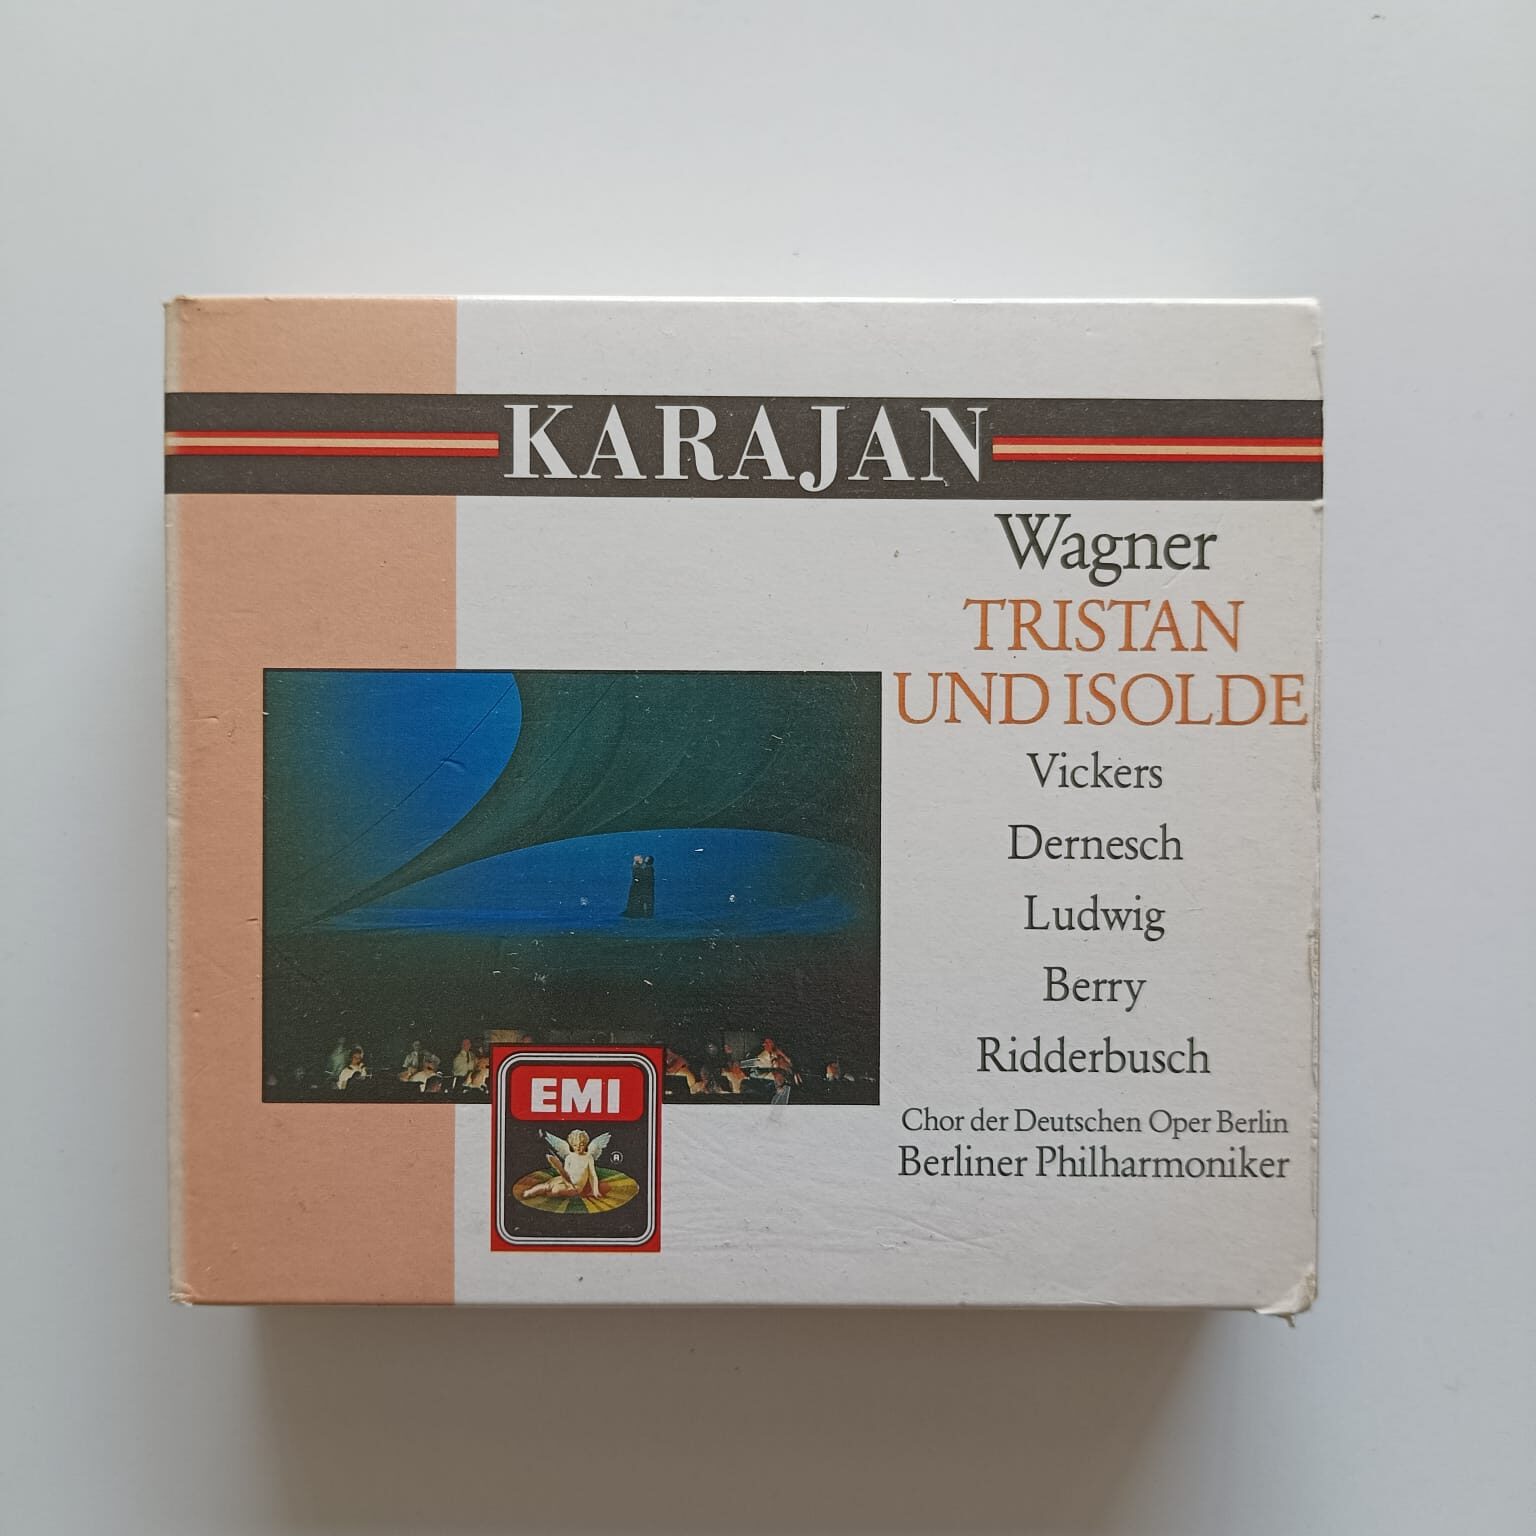 KARAJAN
Wagner
TRISTAN
UND ISOLDE
Vickers
Dernesch
Ludwig
Berry
Ridderbusch
Chor der Deutschen Oper Berlin
Berliner Philharmoniker
EMI
®